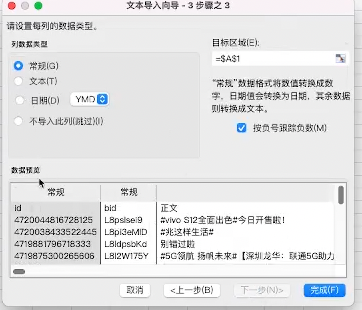 文本导入向导 - 3 步骤之 3
请设置每列的数据类型。
列数据类型
常规(G)
文本(T)
日期(D) YMD
不导入此列(跳过)(I)
目标区域(E):
=$A$1
“常规”数据格式将数值转换成数字，日期值会转换为日期，其余数据则转换成文本。
按负号跟踪负数(M)
数据预览
常规 常规
id bid 正文
4720044816728125 L8pslsel9 #vivo S12全面出色#今日开售啦！
4720038433522445 L8pi3eMlD #兆这样生活#
4719881796718333 L8ldpsbKd 别错过啦
4719875300265606 L8l2W175Y #5G领航 扬帆未来#【深圳龙华：联通5G助力
取消 <上一步(B) 下一步(N)> 完成(F)